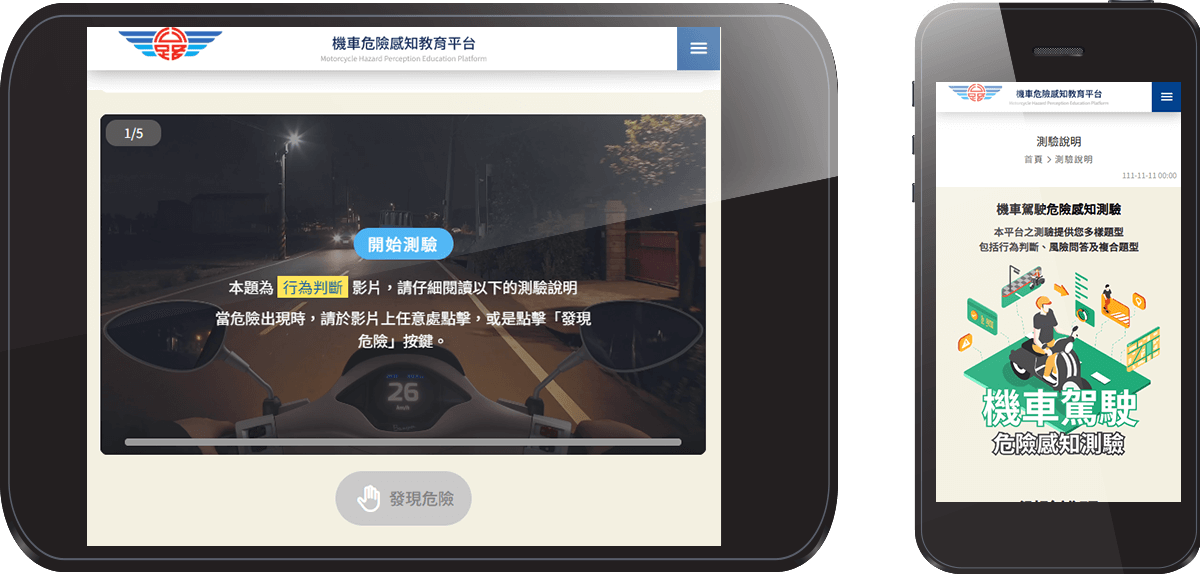 機車危險感知教育平台
Motorcycle Hazard Perception Education Platform
1/5
開始測驗
本題為 行為判斷 影片，請仔細閱讀以下的測驗說明
當危險出現時，請於影片上任意處點擊，或是點擊「發現
危險」按鍵。
26
km/h
發現危險
機車危險感知教育平台
Motorcycle Hazard Perception Education Platform
測驗說明
首頁 > 測驗說明
111-11-11 00:00
機車駕駛危險感知測驗
本平台之測驗提供您多樣題型
包括行為判斷、風險問答及複合題型
機車駕駛
危險感知測驗